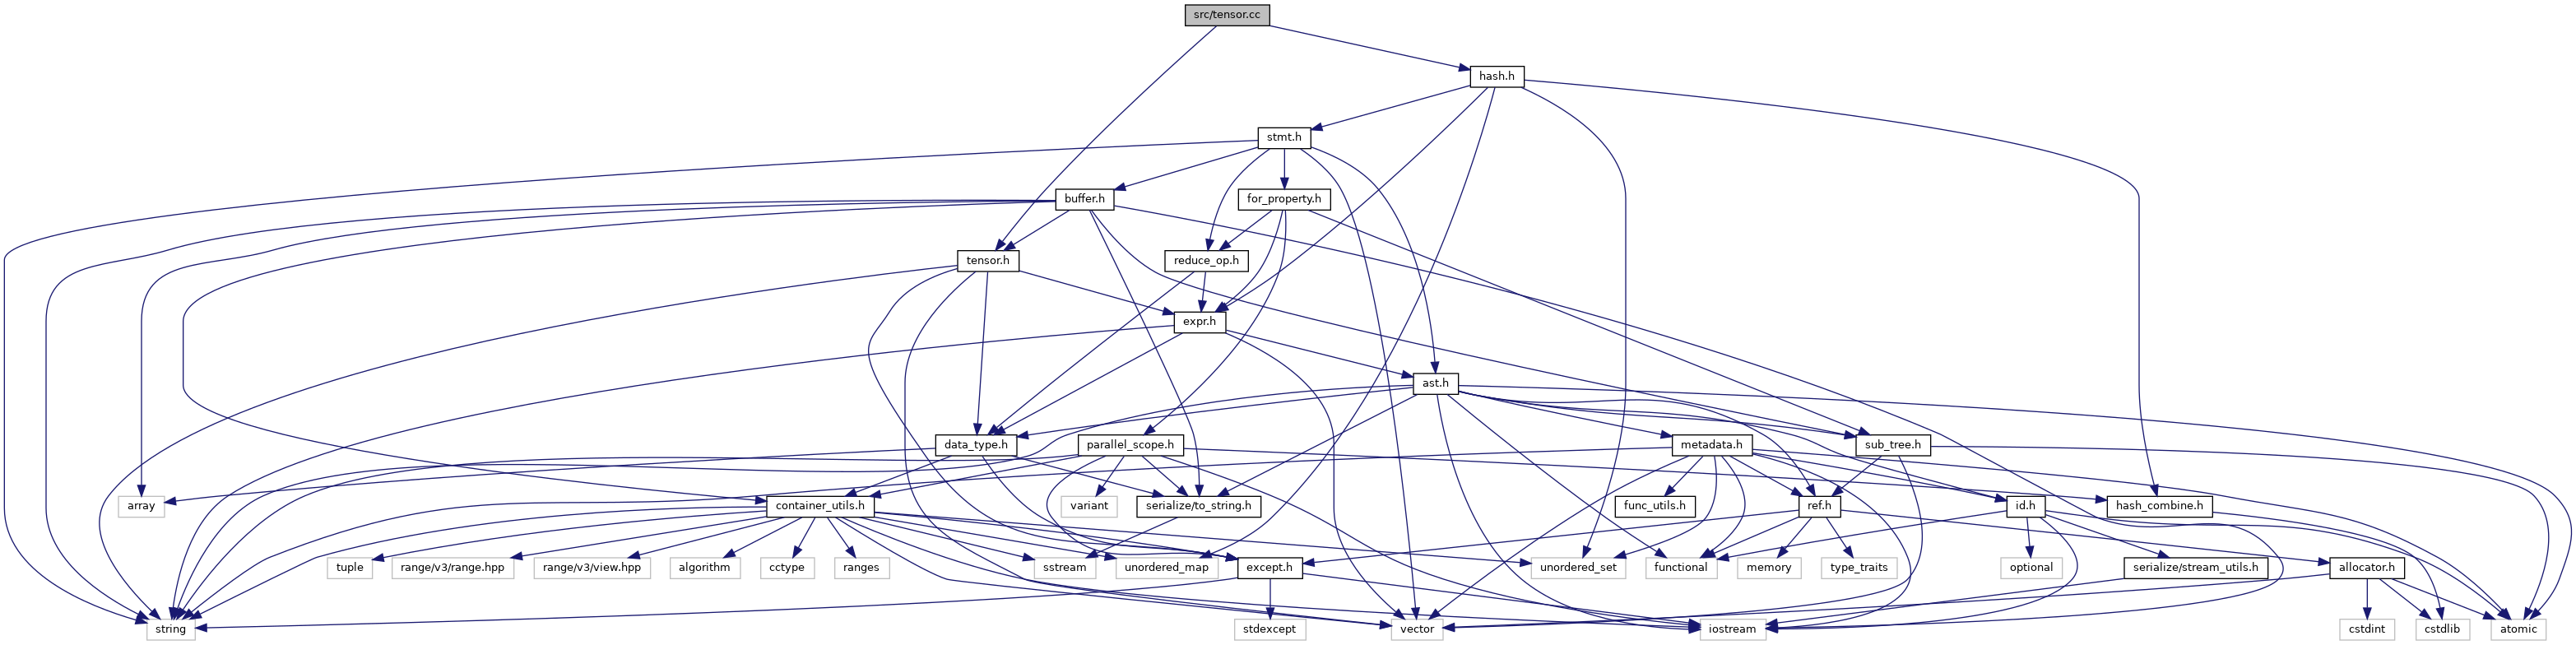 src/tensor.cc
hash.h
stmt.h
buffer.h
for_property.h
tensor.h
reduce_op.h
expr.h
ast.h
data_type.h
parallel_scope.h
metadata.h
sub_tree.h
array
container_utils.h
variant
serialize/to_string.h
func_utils.h
ref.h
id.h
hash_combine.h
tuple
range/v3/range.hpp
range/v3/view.hpp
algorithm
cctype
ranges
sstream
unordered_map
except.h
unordered_set
functional
memory
type_traits
optional
serialize/stream_utils.h
allocator.h
string
stdexcept
vector
iostream
cstdint
cstdlib
atomic